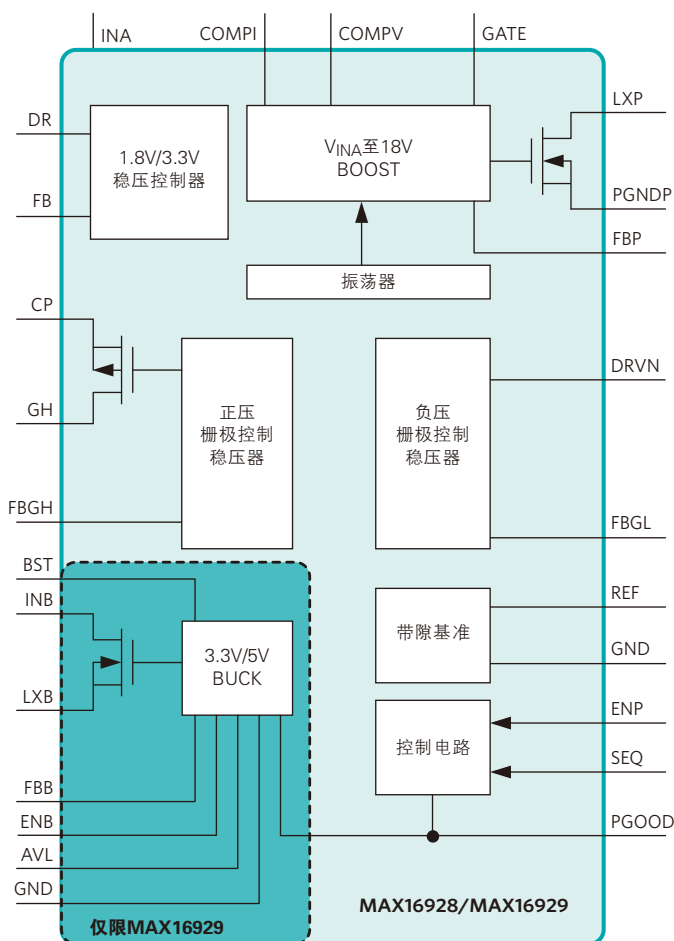 INA
COMPI
COMPV
GATE
DR
FB
1.8V/3.3V
稳压控制器
VINA至18V
BOOST
LXP
PGNDP
FBP
振荡器
CP
GH
FBGH
正压
栅极控制
稳压器
负压
栅极控制
稳压器
DRVN
FBGL
BST
INB
LXB
3.3V/5V
BUCK
FBB
ENB
AVL
GND
仅限MAX16929
带隙基准
REF
GND
控制电路
ENP
SEQ
PGOOD
MAX16928/MAX16929